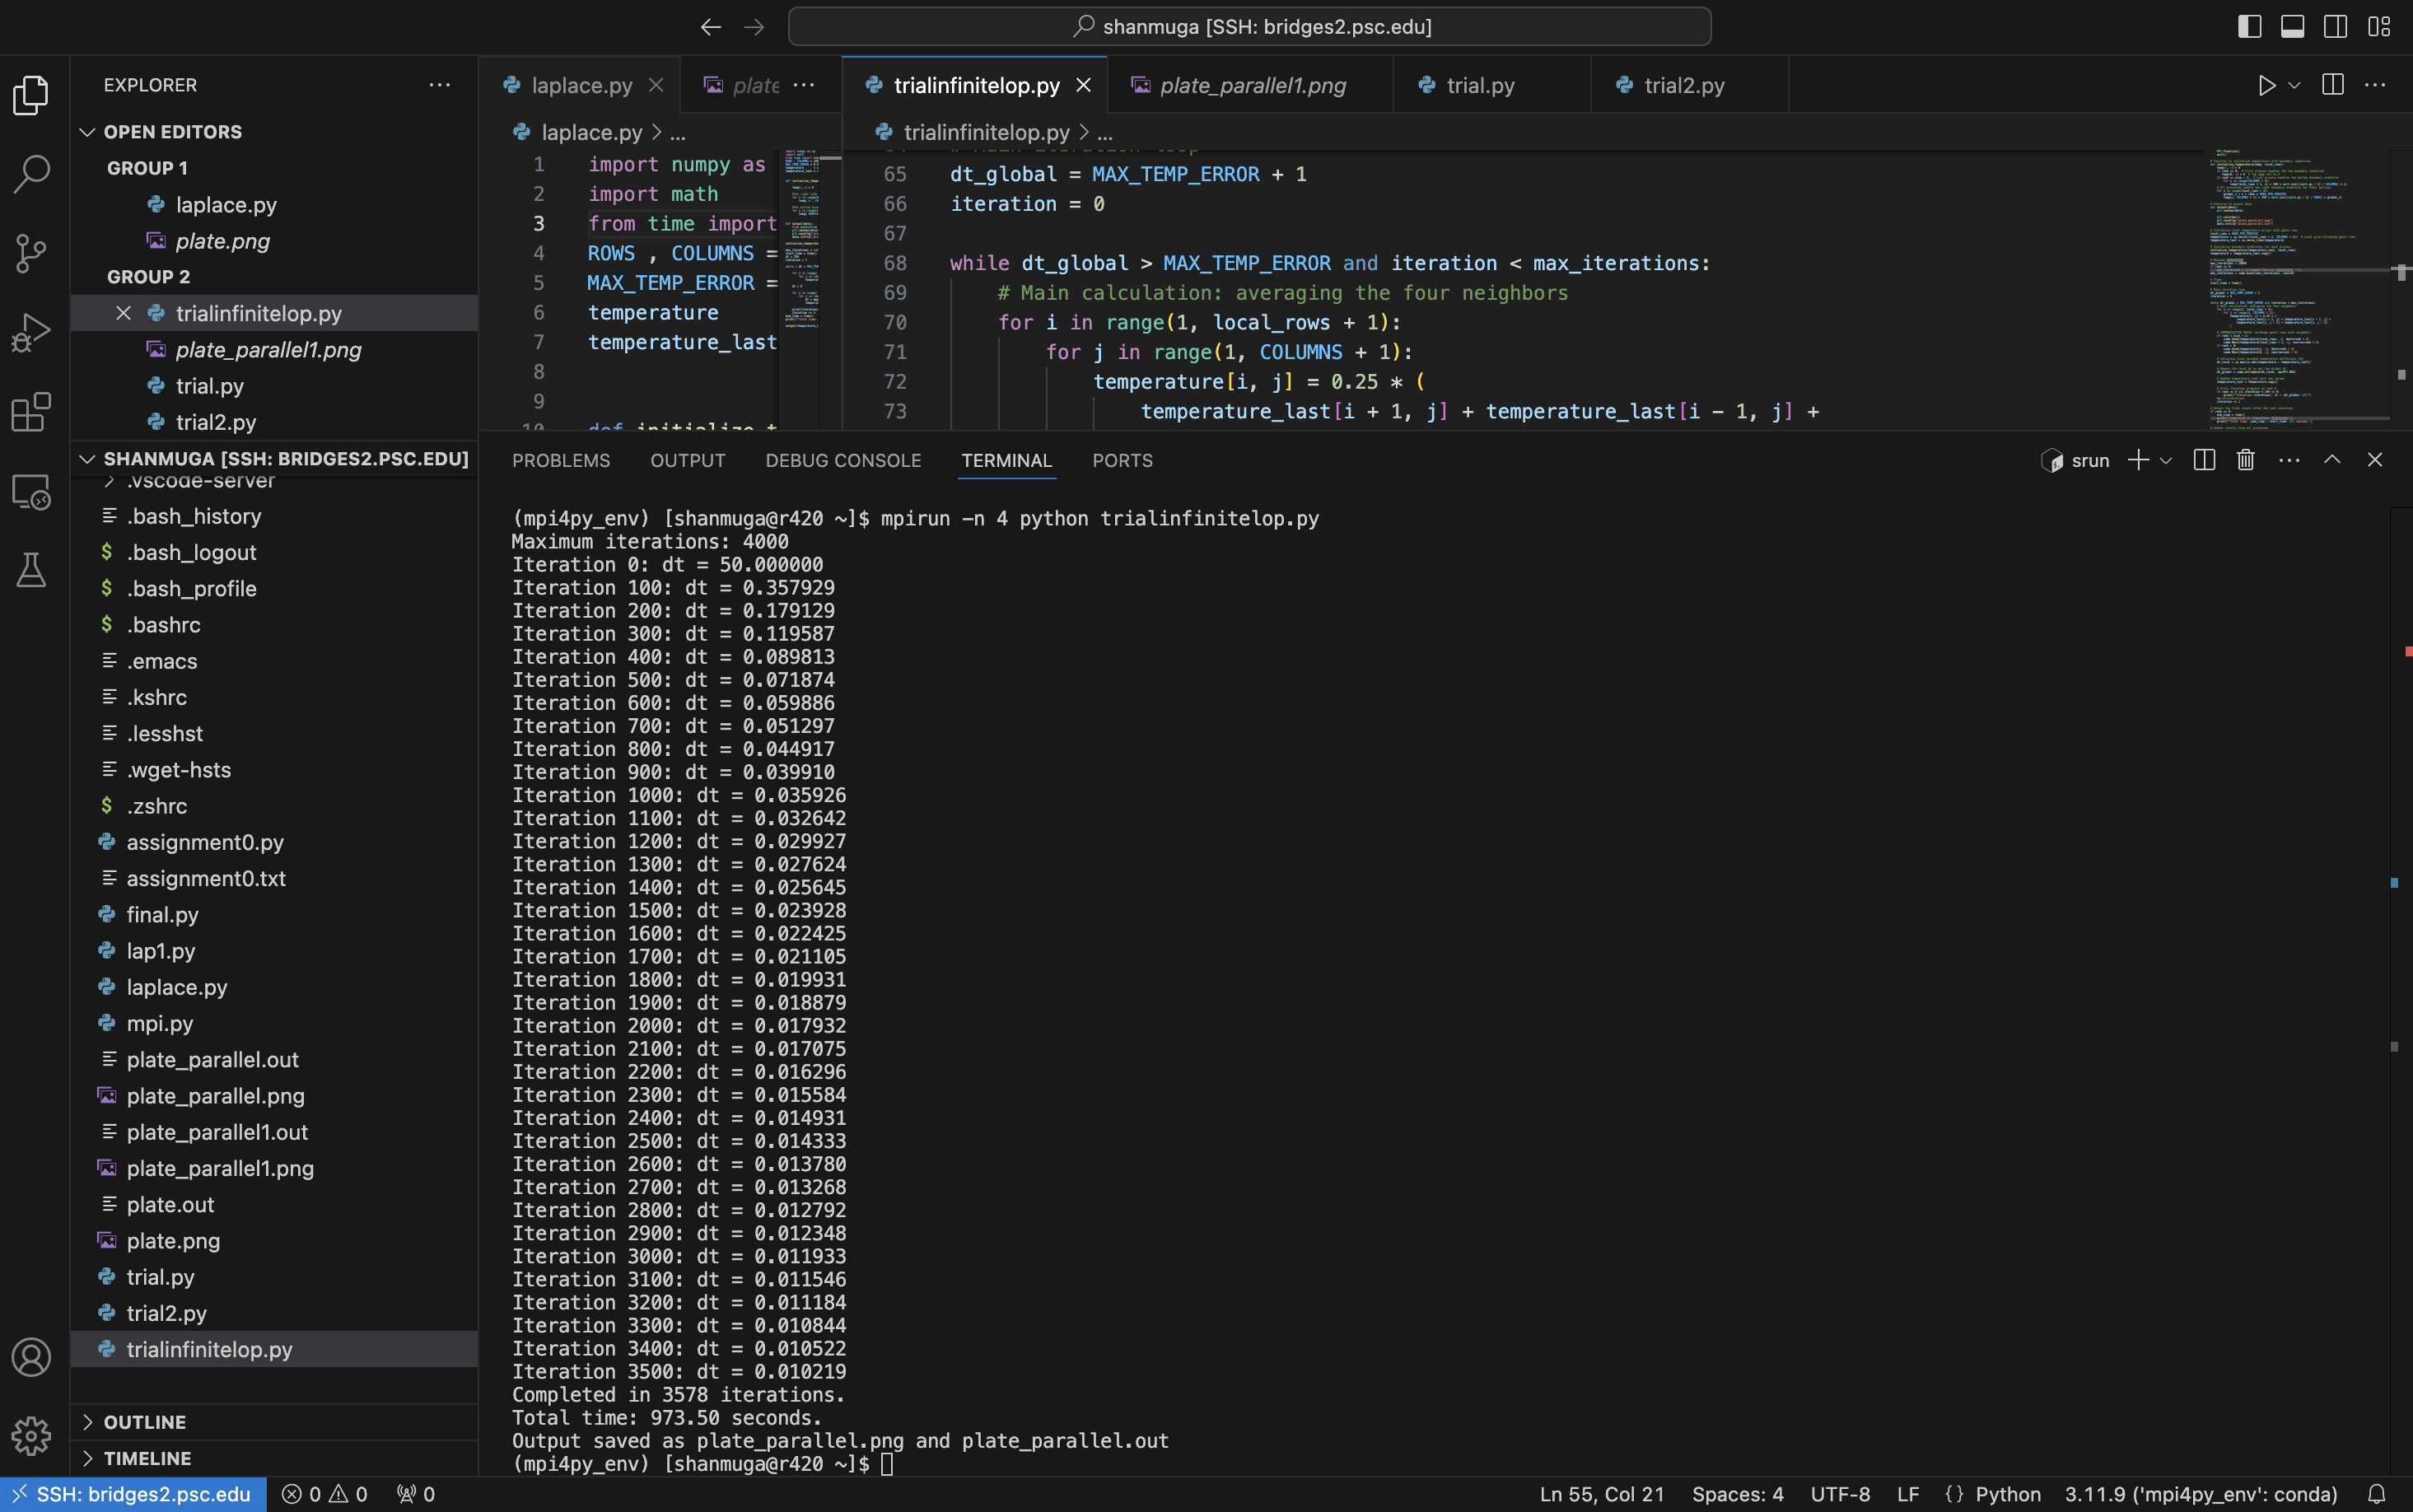 shanmuga [SSH: bridges2.psc.edu]
EXPLORER
OPEN EDITORS
GROUP 1
laplace.py
plate.png
GROUP 2
trialinfinitelop.py
plate_parallel1.png
trial.py
trial2.py
SHANMUGA [SSH: BRIDGES2.PSC.EDU]
.vscode-server
.bash_history
.bash_logout
.bash_profile
.bashrc
.emacs
.kshrc
.lesshst
.wget-hsts
.zshrc
assignment0.py
assignment0.txt
final.py
lap1.py
laplace.py
mpi.py
plate_parallel.out
plate_parallel.png
plate_parallel1.out
plate_parallel1.png
plate.out
plate.png
trial.py
trial2.py
trialinfinitelop.py
OUTLINE
TIMELINE
laplace.py
plate
laplace.py > ...
1 import numpy as
2 import math
3 from time import
4 ROWS , COLUMNS =
5 MAX_TEMP_ERROR =
6 temperature
7 temperature_last
8
9
10 def initialize_t
trialinfinitelop.py
plate_parallel1.png
trial.py
trial2.py
trialinfinitelop.py > ...
65 dt_global = MAX_TEMP_ERROR + 1
66 iteration = 0
67
68 while dt_global > MAX_TEMP_ERROR and iteration < max_iterations:
69 # Main calculation: averaging the four neighbors
70 for i in range(1, local_rows + 1):
71 for j in range(1, COLUMNS + 1):
72 temperature[i, j] = 0.25 * (
73 temperature_last[i + 1, j] + temperature_last[i - 1, j] +
PROBLEMS OUTPUT DEBUG CONSOLE TERMINAL PORTS
srun
(mpi4py_env) [shanmuga@r420 ~]$ mpirun -n 4 python trialinfinitelop.py
Maximum iterations: 4000
Iteration 0: dt = 50.000000
Iteration 100: dt = 0.357929
Iteration 200: dt = 0.179129
Iteration 300: dt = 0.119587
Iteration 400: dt = 0.089813
Iteration 500: dt = 0.071874
Iteration 600: dt = 0.059886
Iteration 700: dt = 0.051297
Iteration 800: dt = 0.044917
Iteration 900: dt = 0.039910
Iteration 1000: dt = 0.035926
Iteration 1100: dt = 0.032642
Iteration 1200: dt = 0.029927
Iteration 1300: dt = 0.027624
Iteration 1400: dt = 0.025645
Iteration 1500: dt = 0.023928
Iteration 1600: dt = 0.022425
Iteration 1700: dt = 0.021105
Iteration 1800: dt = 0.019931
Iteration 1900: dt = 0.018879
Iteration 2000: dt = 0.017932
Iteration 2100: dt = 0.017075
Iteration 2200: dt = 0.016296
Iteration 2300: dt = 0.015584
Iteration 2400: dt = 0.014931
Iteration 2500: dt = 0.014333
Iteration 2600: dt = 0.013780
Iteration 2700: dt = 0.013268
Iteration 2800: dt = 0.012792
Iteration 2900: dt = 0.012348
Iteration 3000: dt = 0.011933
Iteration 3100: dt = 0.011546
Iteration 3200: dt = 0.011184
Iteration 3300: dt = 0.010844
Iteration 3400: dt = 0.010522
Iteration 3500: dt = 0.010219
Completed in 3578 iterations.
Total time: 973.50 seconds.
Output saved as plate_parallel.png and plate_parallel.out
(mpi4py_env) [shanmuga@r420 ~]$
SSH: bridges2.psc.edu 0 0 0 Ln 55, Col 21 Spaces: 4 UTF-8 LF {} Python 3.11.9 ('mpi4py_env': conda)